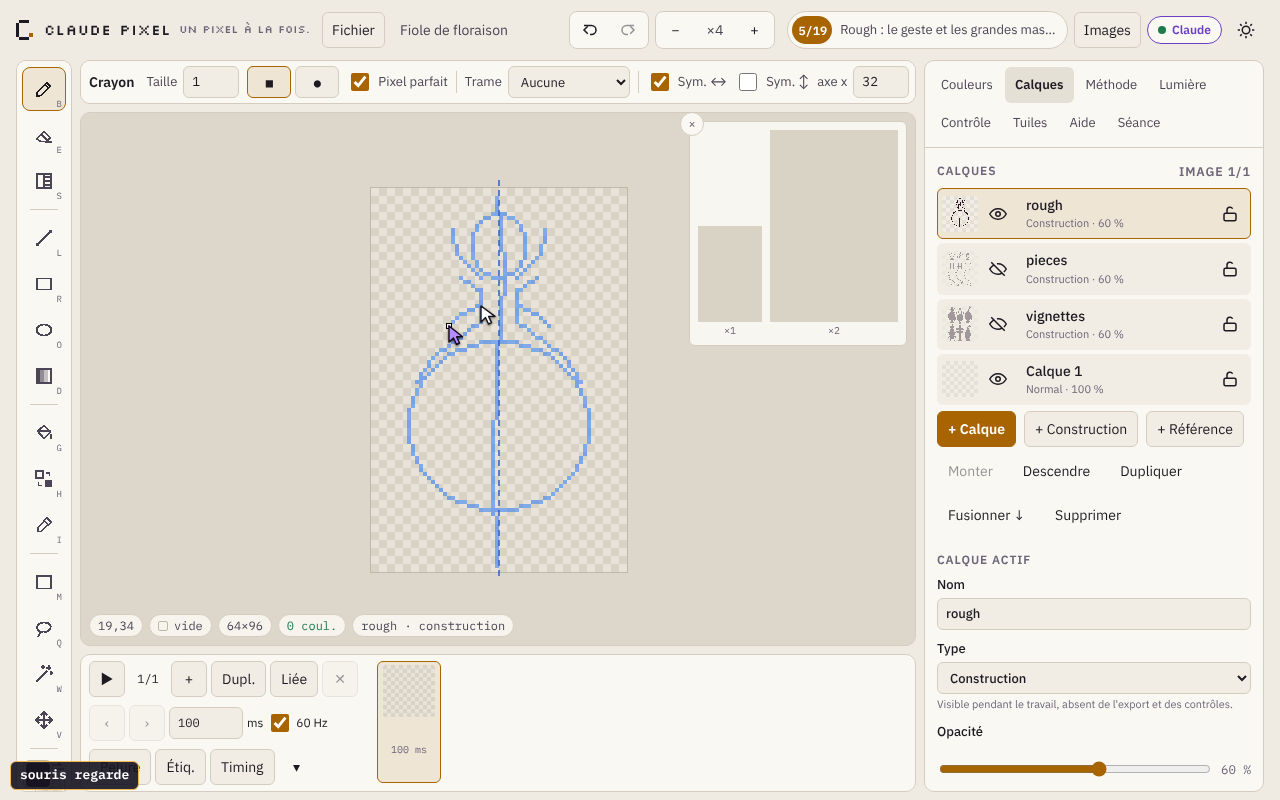 CLAUDE PIXEL UN PIXEL À LA FOIS. Fichier Fiole de floraison − ×4 + 5/19 Rough : le geste et les grandes mas... Images Claude
Crayon Taille 1 Pixel parfait Trame Aucune Sym. ↔ Sym. ↕ axe x 32
B
E
S
L
R
O
D
G
H
I
M
Q
W
V
×
×1 ×2
19,34 vide 64×96 0 coul. rough · construction
1/1 + Dupl. Liée ×
‹ › 100 ms 60 Hz
Étiq. Timing ▼
100 ms
souris regarde
Couleurs Calques Méthode Lumière
Contrôle Tuiles Aide Séance
CALQUES IMAGE 1/1
rough
Construction · 60 %
pieces
Construction · 60 %
vignettes
Construction · 60 %
Calque 1
Normal · 100 %
+ Calque + Construction + Référence
Monter Descendre Dupliquer
Fusionner ↓ Supprimer
CALQUE ACTIF
Nom
rough
Type
Construction
Visible pendant le travail, absent de l'export et des contrôles.
Opacité
60 %